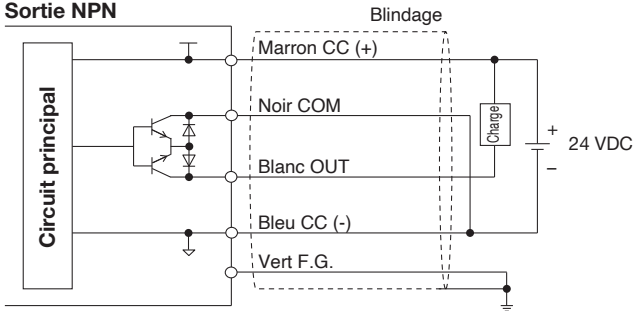 Sortie NPN
Blindage
Marron CC (+)
Circuit principal
Noir COM
Charge
+
24 VDC
–
Blanc OUT
Bleu CC (-)
Vert F.G.